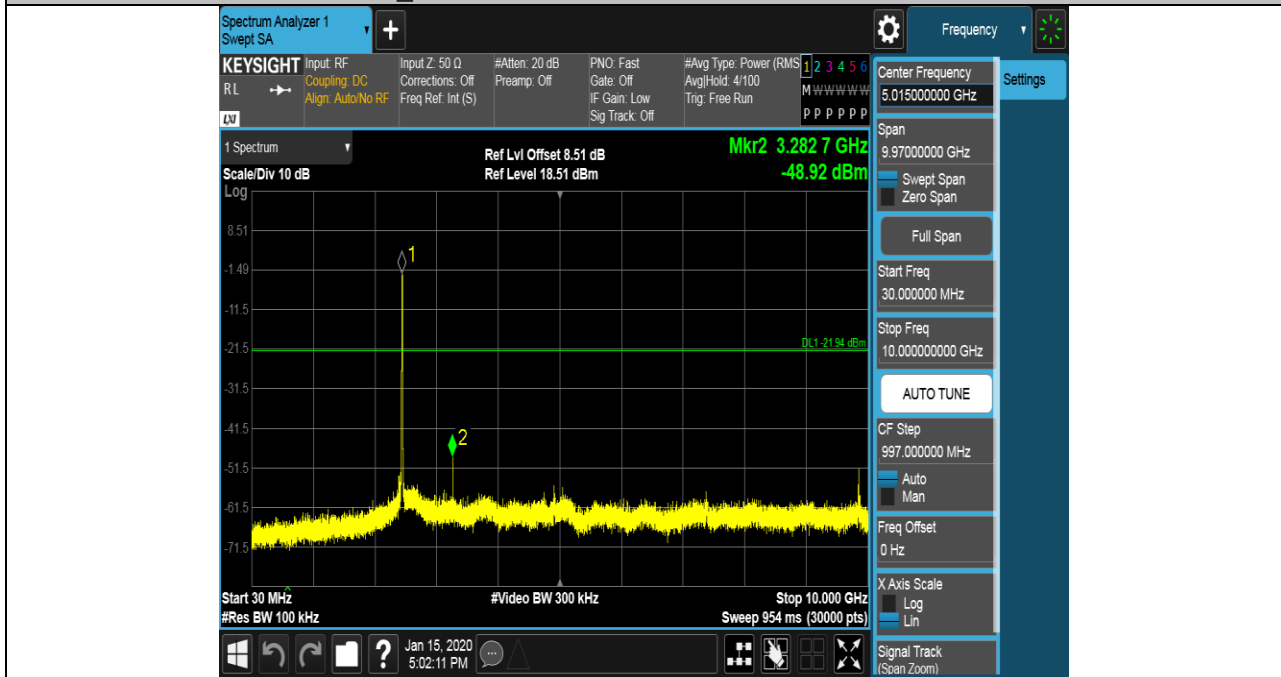 Spectrum Analyzer 1
Swept SA
+
Frequency
KEYSIGHT
RL
LXI
Input: RF
Coupling: DC
Align: Auto/No RF
Input Z: 50 Ω
Corrections: Off
Freq Ref: Int (S)
#Atten: 20 dB
Preamp: Off
PNO: Fast
Gate: Off
IF Gain: Low
Sig Track: Off
#Avg Type: Power (RMS
Avg|Hold: 4/100
Trig: Free Run
1 2 3 4 5 6
M W W W W W
P P P P P P
1 Spectrum
Scale/Div 10 dB
Ref Lvl Offset 8.51 dB
Ref Level 18.51 dBm
Mkr2 3.282 7 GHz
-48.92 dBm
Log
8.51
-1.49
-11.5
-21.5
-31.5
-41.5
-51.5
-61.5
-71.5
1
DL1 -21.94 dBm
2
Start 30 MHz
#Res BW 100 kHz
#Video BW 300 kHz
Stop 10.000 GHz
Sweep 954 ms (30000 pts)
Center Frequency
5.015000000 GHz
Settings
Span
9.97000000 GHz
Swept Span
Zero Span
Full Span
Start Freq
30.000000 MHz
Stop Freq
10.000000000 GHz
AUTO TUNE
CF Step
997.000000 MHz
Auto
Man
Freq Offset
0 Hz
X Axis Scale
Log
Lin
Signal Track
(Span Zoom)
?
Jan 15, 2020
5:02:11 PM